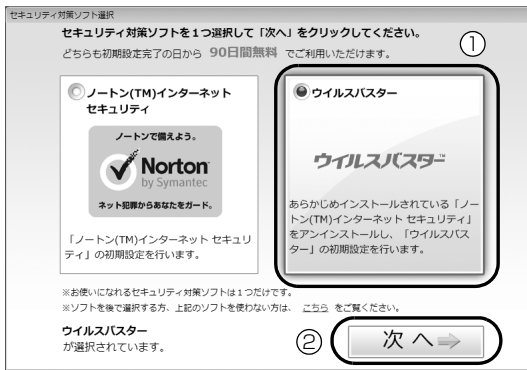 セキュリティ対策ソフト選択
セキュリティ対策ソフトを1つ選択して「次へ」をクリックしてください。
どちらも初期設定完了の日から 90日間無料 でご利用いただけます。
①
ノートン(TM)インターネット
セキュリティ
ノートンで備えよう。
Norton
by Symantec
ネット犯罪からあなたをガード。
「ノートン(TM)インターネット セキュリ
ティ」の初期設定を行います。
ウイルスバスター
ウイルスバスター™
あらかじめインストールされている「ノー
トン(TM)インターネット セキュリティ」
をアンインストールし、「ウイルスバス
ター」の初期設定を行います。
※お使いになれるセキュリティ対策ソフトは1つだけです。
※ソフトを後で選択する方、上記のソフトを使わない方は、 こちら をご覧ください。
ウイルスバスター
が選択されています。
②
次 へ